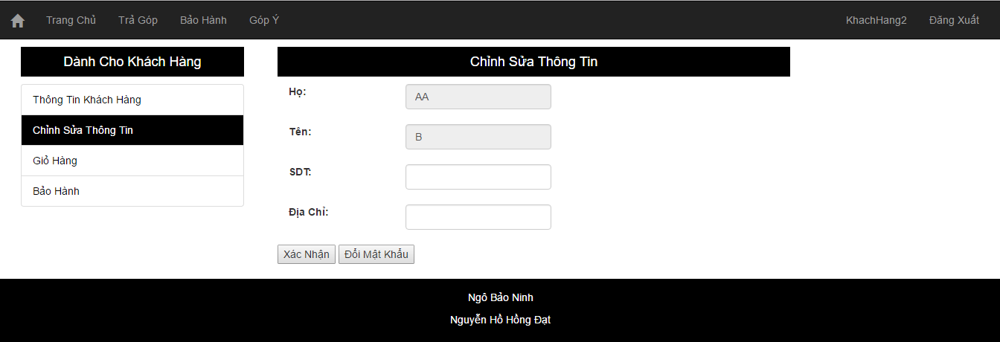 Trang Chủ Trả Góp Bảo Hành Góp Ý KhachHang2 Đăng Xuất
Dành Cho Khách Hàng
Thông Tin Khách Hàng
Chỉnh Sửa Thông Tin
Giỏ Hàng
Bảo Hành
Chỉnh Sửa Thông Tin
Họ: AA
Tên: B
SDT:
Địa Chỉ:
Xác Nhận Đổi Mật Khẩu
Ngô Bảo Ninh
Nguyễn Hồ Hồng Đạt